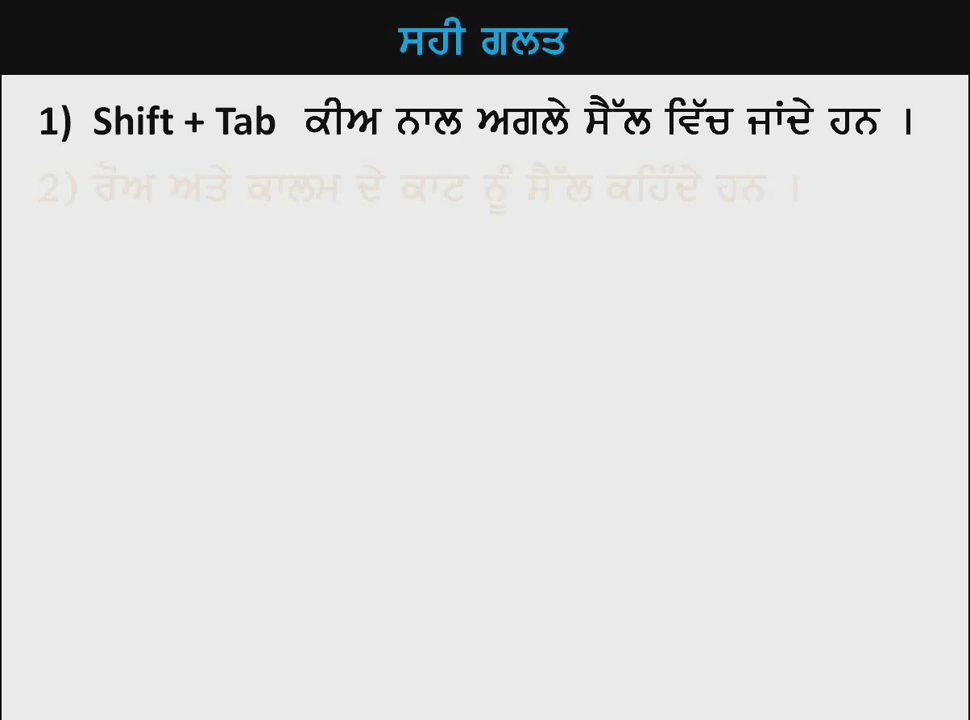 ਸਹੀ ਗਲਤ
1) Shift + Tab ਕੀਅ ਨਾਲ ਅਗਲੇ ਸੈੱਲ ਵਿੱਚ ਜਾਂਦੇ ਹਨ ।
2) ਰੋਅ ਅਤੇ ਕਾਲਮ ਦੇ ਕਾਟ ਨੂੰ ਸੈੱਲ ਕਹਿੰਦੇ ਹਨ ।